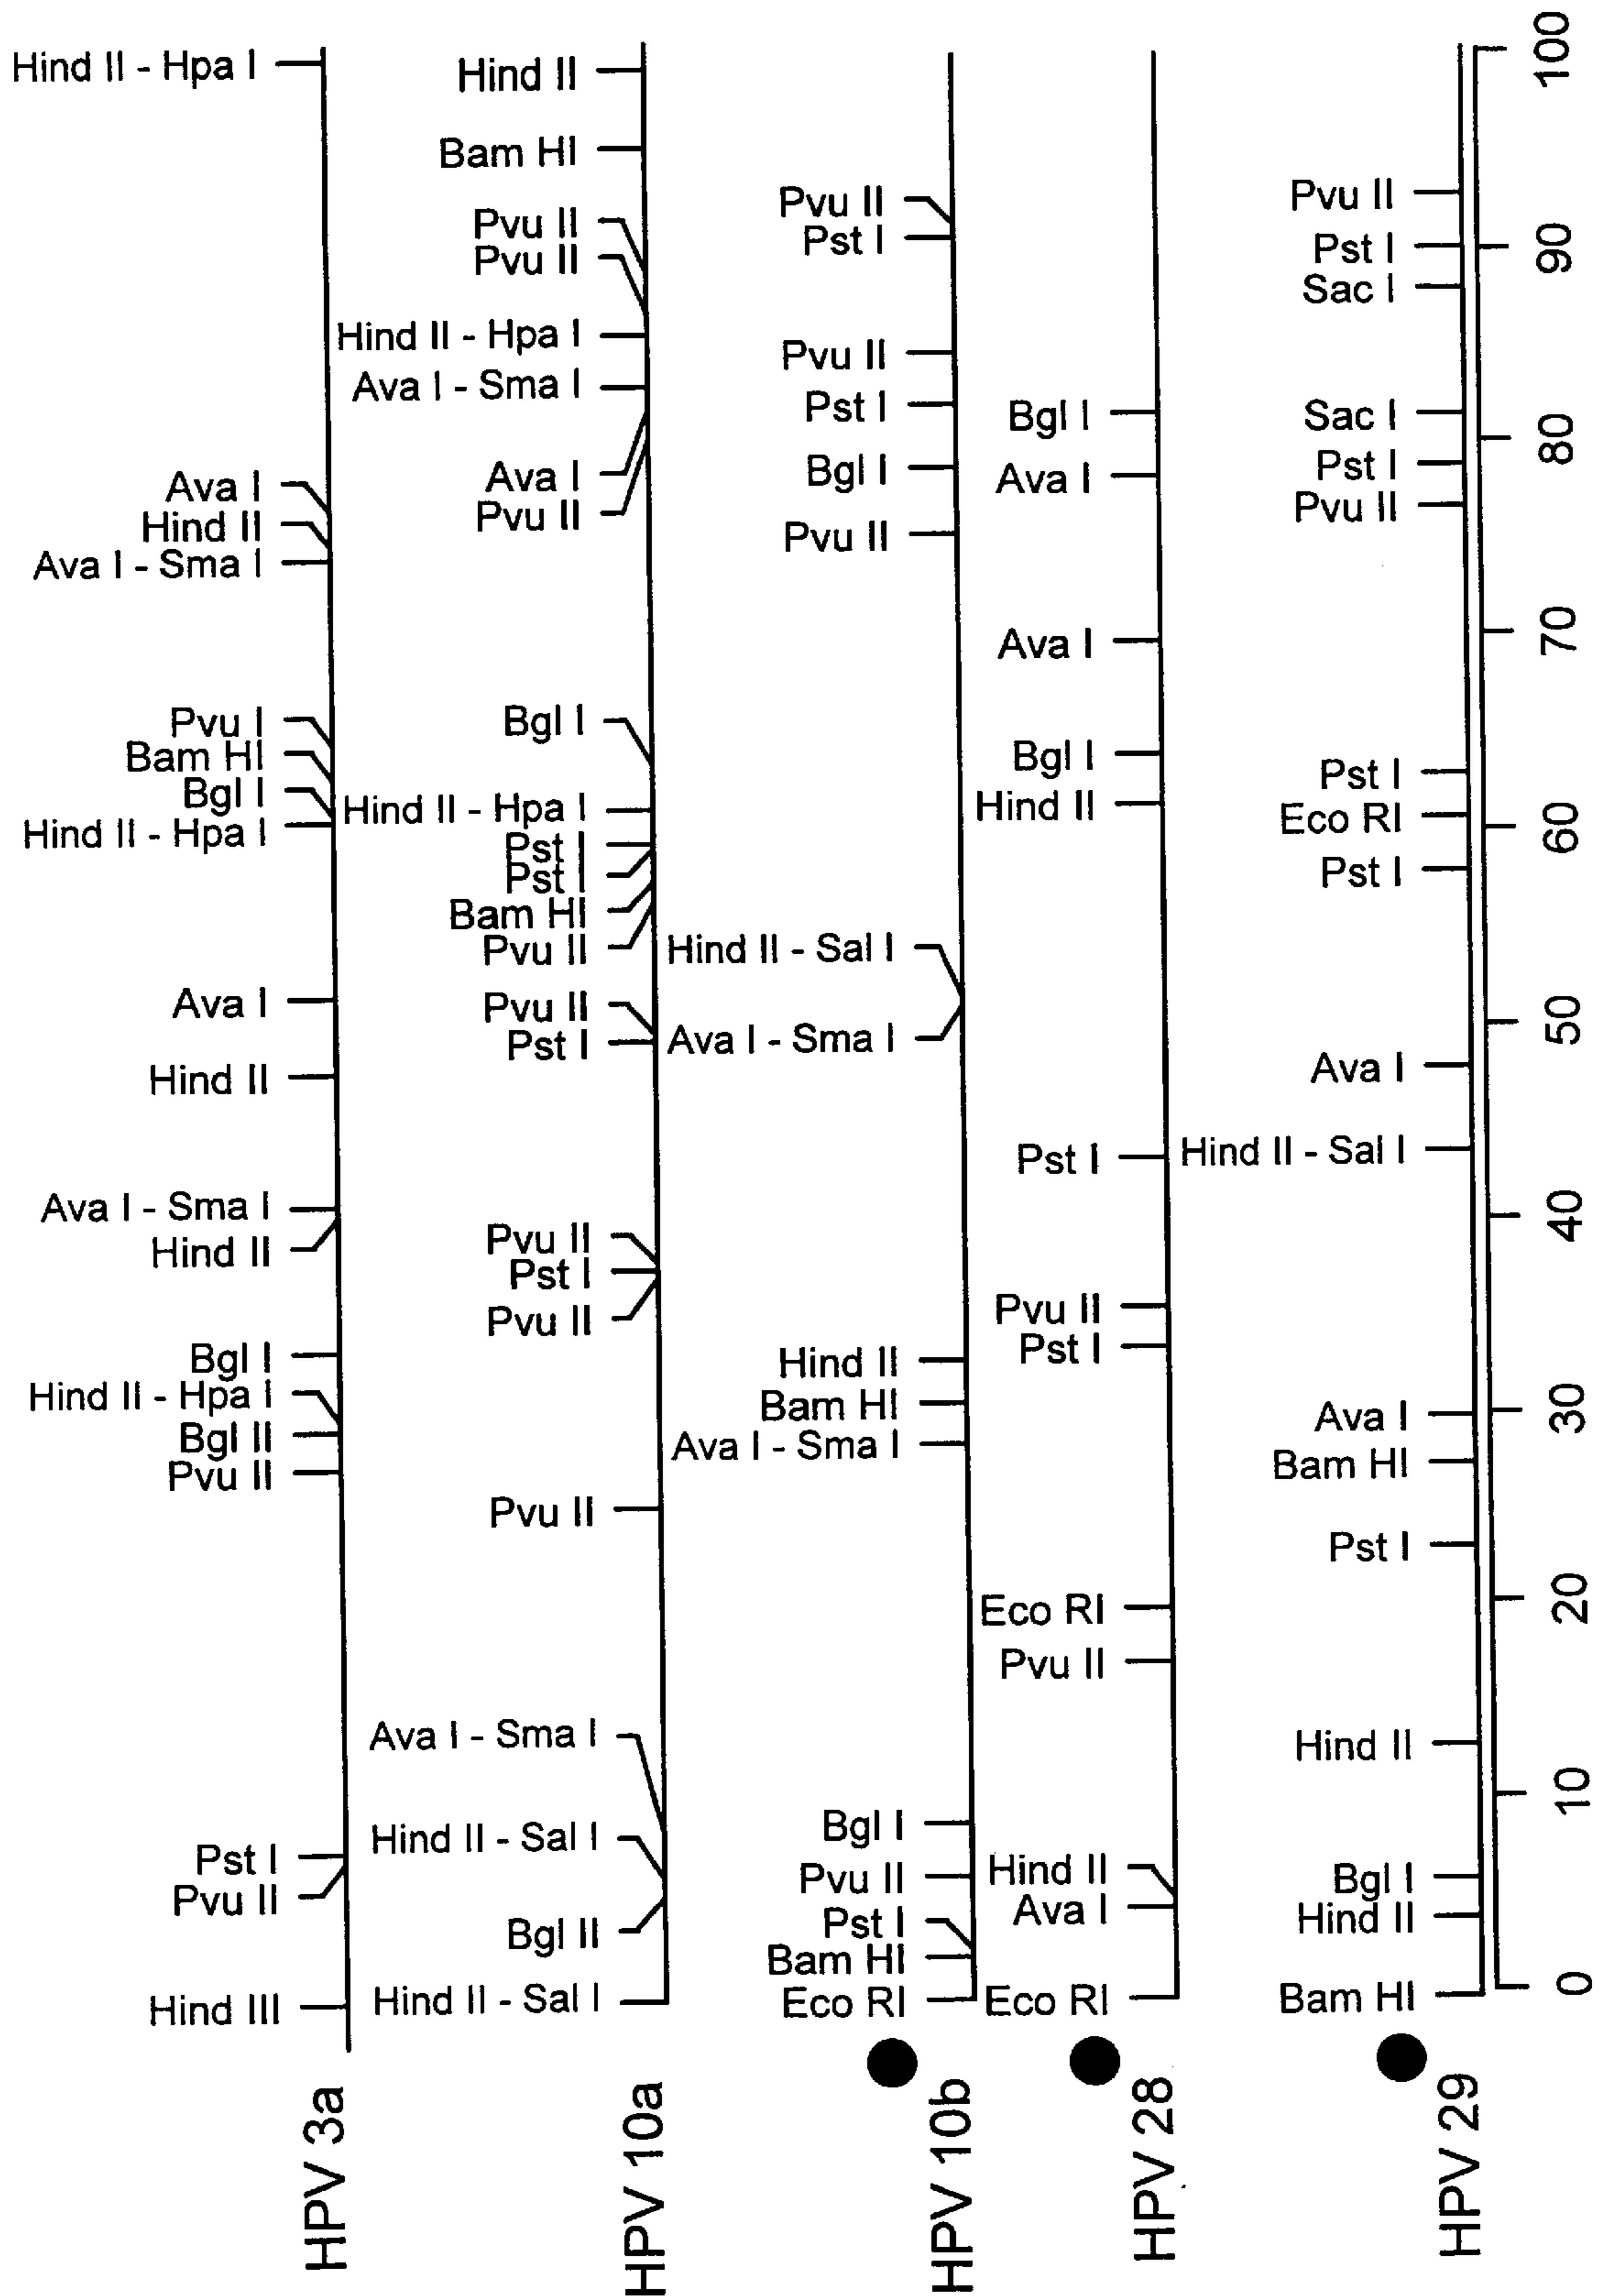 Hind II - Hpa I
Ava I
Hind II
Ava I - Sma I
Pvu I
Bam HI
Bgl I
Hind II - Hpa I
Ava I
Hind II
Ava I - Sma I
Hind II
Bgl I
Hind II - Hpa I
Bgl II
Pvu II
Pst I
Pvu II
Hind III
HPV 3a
Hind II
Bam HI
Pvu II
Pvu II
Hind II - Hpa I
Ava I - Sma I
Ava I
Pvu II
Bgl I
Hind II - Hpa I
Pst I
Pst I
Bam HI
Pvu II
Pvu II
Pst I
Pvu II
Pst I
Pvu II
Pvu II
Ava I - Sma I
Hind II - Sal I
Bgl II
Hind II - Sal I
HPV 10a
Pvu II
Pst I
Pvu II
Pst I
Bgl I
Pvu II
Hind II - Sal I
Ava I - Sma I
Hind II
Bam HI
Ava I - Sma I
Bgl I
Pvu II
Pst I
Bam HI
Eco RI
HPV 10b
Bgl I
Ava I
Ava I
Bgl I
Hind II
Pst I
Pvu II
Pst I
Eco RI
Pvu II
Hind II
Ava I
Eco RI
HPV 28
Pvu II
Pst I
Sac I
Sac I
Pst I
Pvu II
Pst I
Eco RI
Pst I
Ava I
Hind II - Sal I
Ava I
Bam HI
Pst I
Hind II
Bgl I
Hind II
Bam HI
HPV 29
100
90
80
70
60
50
40
30
20
10
0